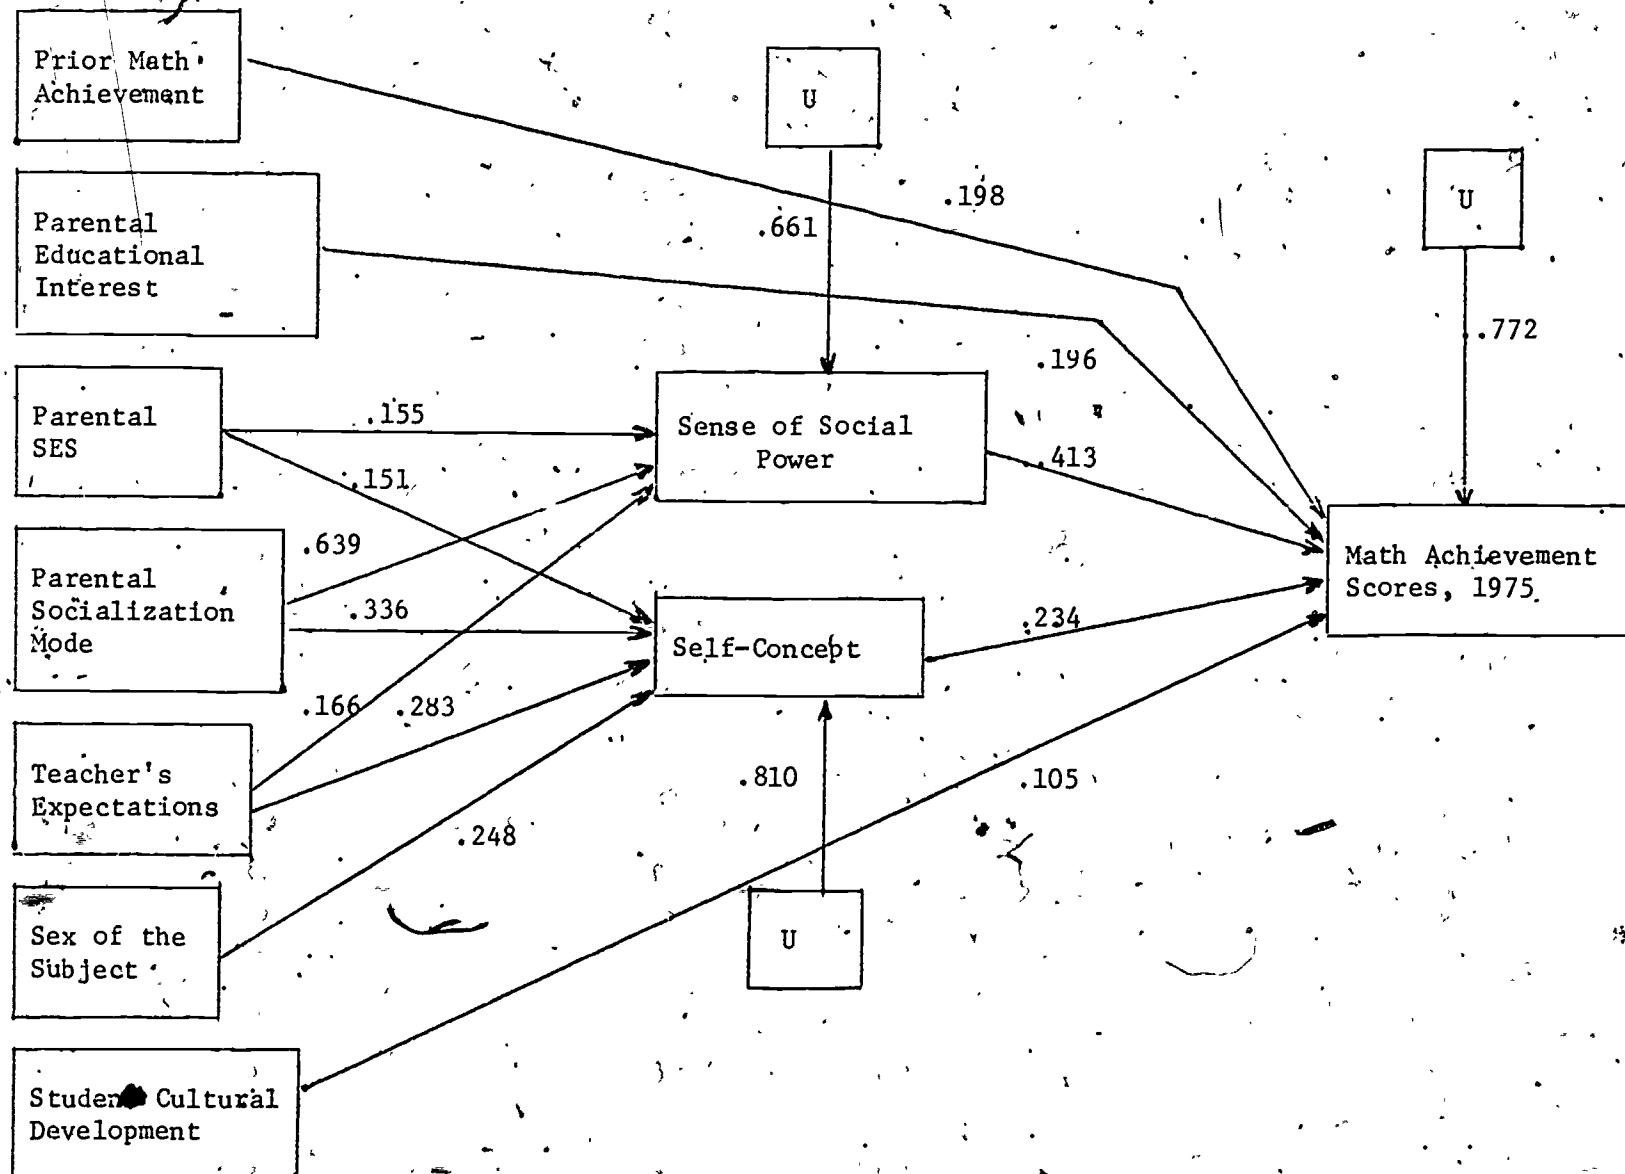 Prior Math
Achievement
U
.198
.661
U
Parental
Educational
Interest
.772
.196
Parental
SES
.155
.151
Sense of Social
Power
.413
Math Achievement
Scores, 1975
.639
Parental
Socialization
Mode
.336
.234
Self-Concept
.166
.283
Teacher's
Expectations
.810
.105
.248
Sex of the
Subject
U
Cultural
Development